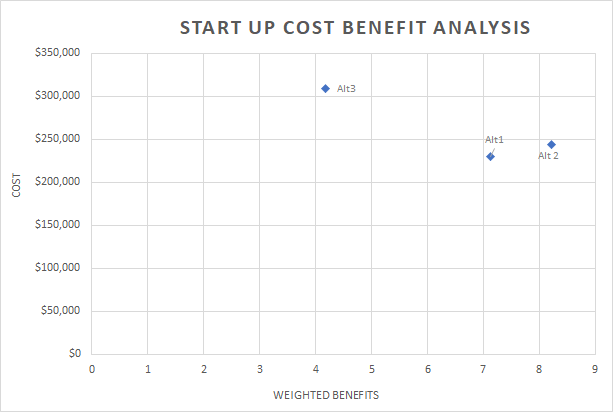 START UP COST BENEFIT ANALYSIS
$350,000
$300,000
$250,000
$200,000
$150,000
$100,000
$50,000
$0
COST
Alt3
Alt1
Alt 2
0 1 2 3 4 5 6 7 8 9
WEIGHTED BENEFITS